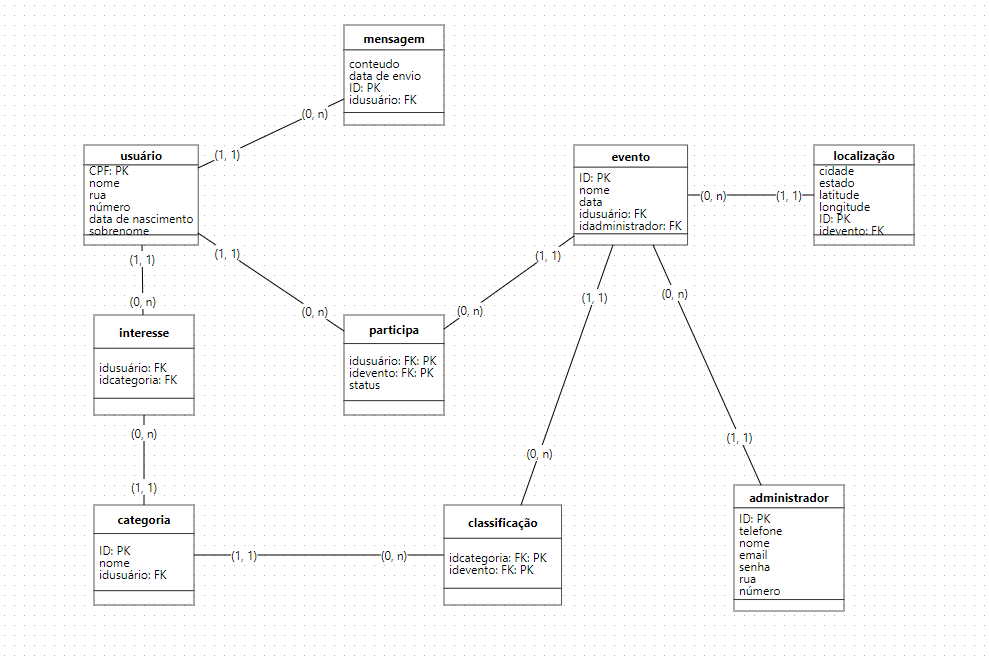 mensagem
conteudo
data de envio
ID: PK
idusuário: FK
(0, n)
(1, 1)
usuário
CPF: PK
nome
rua
número
data de nascimento
sobrenome
evento
ID: PK
nome
data
idusuário: FK
idadministrador: FK
(0, n)
(1, 1)
localização
cidade
estado
latitude
longitude
ID: PK
idevento: FK
(1, 1)
(1, 1)
(1, 1)
(0, n)
(0, n)
(0, n)
(1, 1)
(0, n)
interesse
idusuário: FK
idcategoria: FK
participa
idusuário: FK: PK
idevento: FK: PK
status
(0, n)
(1, 1)
(0, n)
(1, 1)
categoria
ID: PK
nome
idusuário: FK
(1, 1)
(0, n)
classificação
idcategoria: FK: PK
idevento: FK: PK
administrador
ID: PK
telefone
nome
email
senha
rua
número